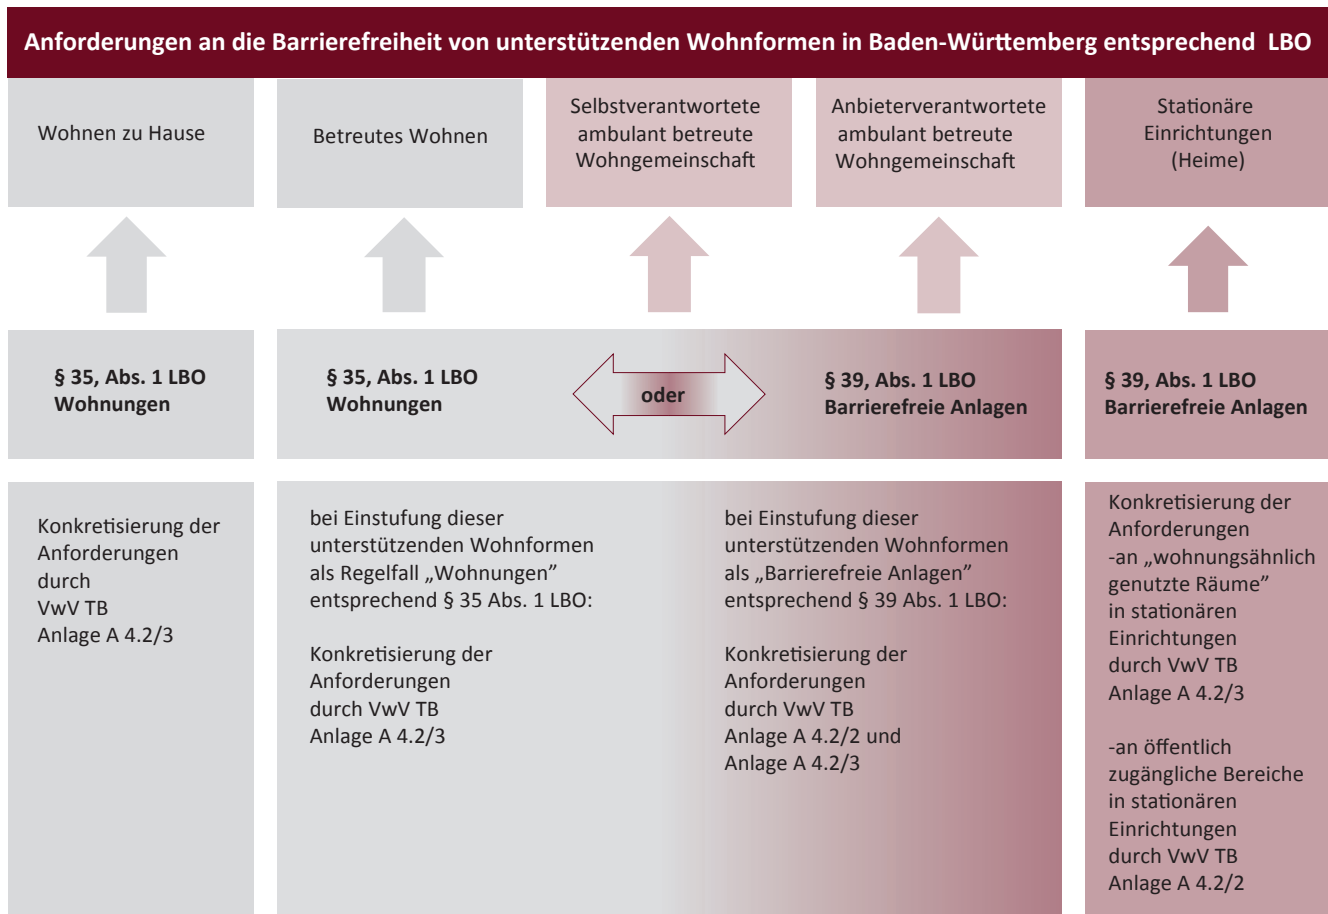 Anforderungen an die Barrierefreiheit von unterstützenden Wohnformen in Baden-Württemberg entsprechend LBO
Wohnen zu Hause
Betreutes Wohnen
Selbstverantwortete
ambulant betreute
Wohngemeinschaft
Anbieterverantwortete
ambulant betreute
Wohngemeinschaft
Stationäre
Einrichtungen
(Heime)
§ 35, Abs. 1 LBO
Wohnungen
§ 35, Abs. 1 LBO
Wohnungen
oder
§ 39, Abs. 1 LBO
Barrierefreie Anlagen
§ 39, Abs. 1 LBO
Barrierefreie Anlagen
Konkretisierung der
Anforderungen
durch
VwV TB
Anlage A 4.2/3
bei Einstufung dieser
unterstützenden Wohnformen
als Regelfall „Wohnungen”
entsprechend § 35 Abs. 1 LBO:
Konkretisierung der
Anforderungen
durch VwV TB
Anlage A 4.2/3
bei Einstufung dieser
unterstützenden Wohnformen
als „Barrierefreie Anlagen”
entsprechend § 39 Abs. 1 LBO:
Konkretisierung der
Anforderungen
durch VwV TB
Anlage A 4.2/2 und
Anlage A 4.2/3
Konkretisierung der
Anforderungen
-an „wohnungsähnlich
genutzte Räume”
in stationären
Einrichtungen
durch VwV TB
Anlage A 4.2/3
-an öffentlich
zugängliche Bereiche
in stationären
Einrichtungen
durch VwV TB
Anlage A 4.2/2